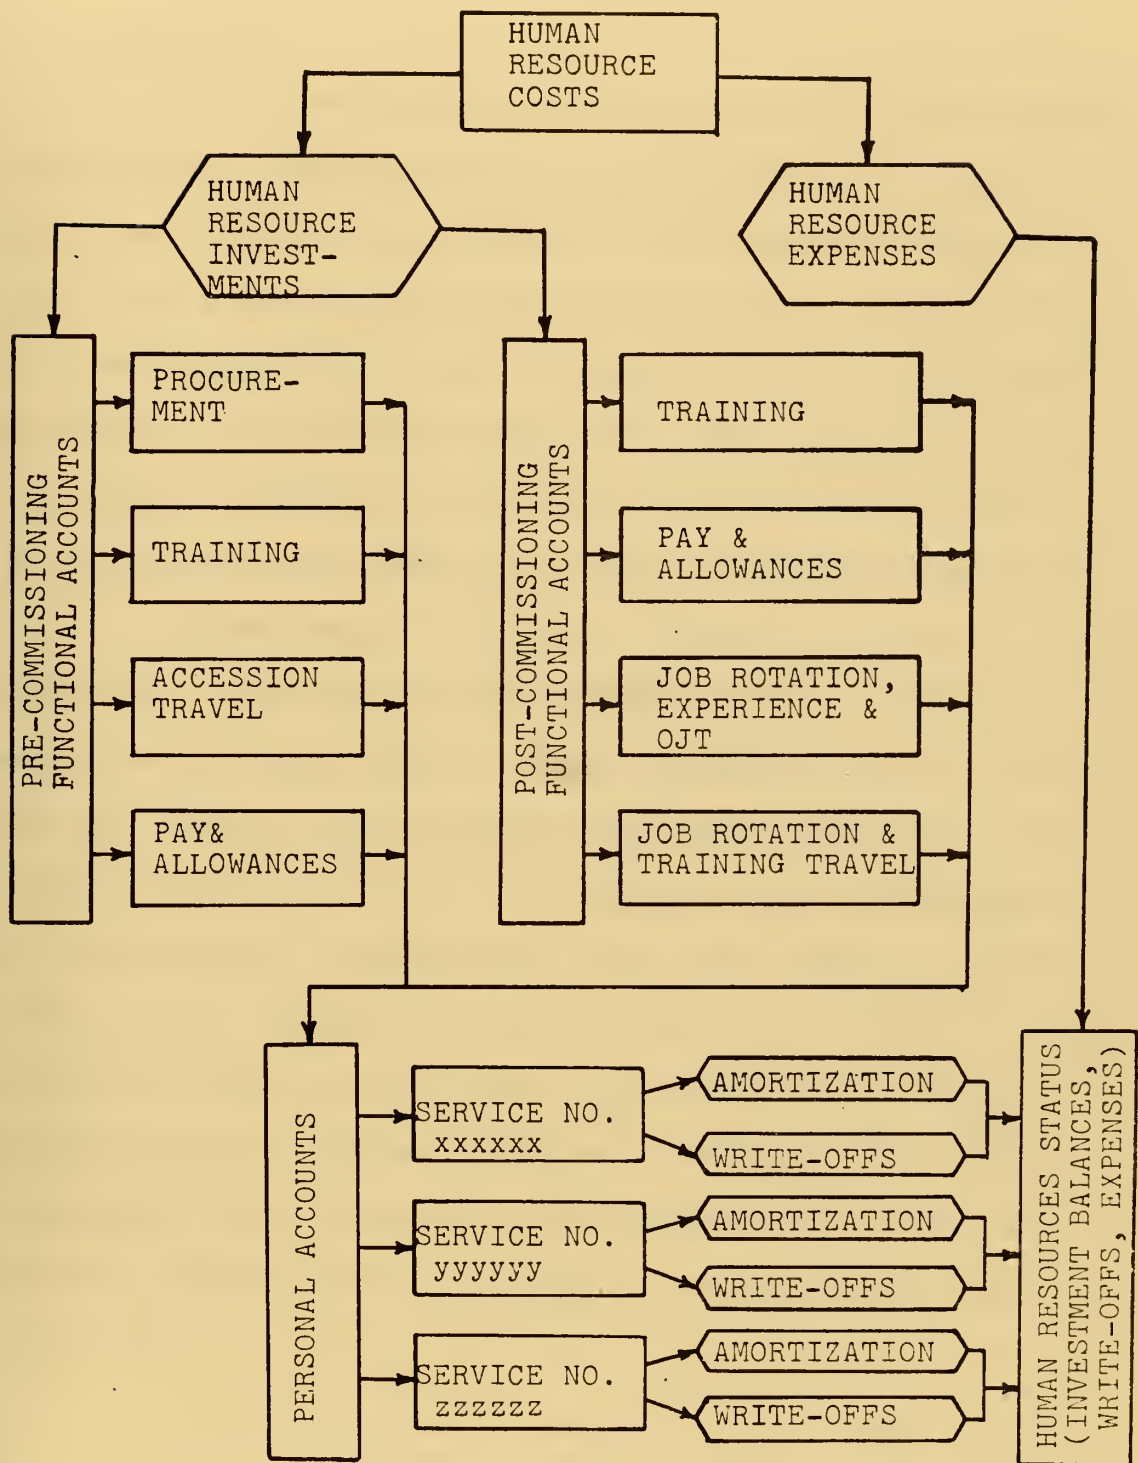 HUMAN
RESOURCE
COSTS
HUMAN
RESOURCE
INVEST-
MENTS
HUMAN
RESOURCE
EXPENSES
PRE-COMMISSIONING
FUNCTIONAL ACCOUNTS
PROCURE-
MENT
TRAINING
ACCESSION
TRAVEL
PAY&
ALLOWANCES
POST-COMMISSIONING
FUNCTIONAL ACCOUNTS
TRAINING
PAY &
ALLOWANCES
JOB ROTATION,
EXPERIENCE &
OJT
JOB ROTATION &
TRAINING TRAVEL
PERSONAL ACCOUNTS
SERVICE NO.
xxxxxx
AMORTIZATION
WRITE-OFFS
SERVICE NO.
yyyyyy
AMORTIZATION
WRITE-OFFS
SERVICE NO.
zzzzzz
AMORTIZATION
WRITE-OFFS
HUMAN RESOURCES STATUS
(INVESTMENT BALANCES,
WRITE-OFFS, EXPENSES)